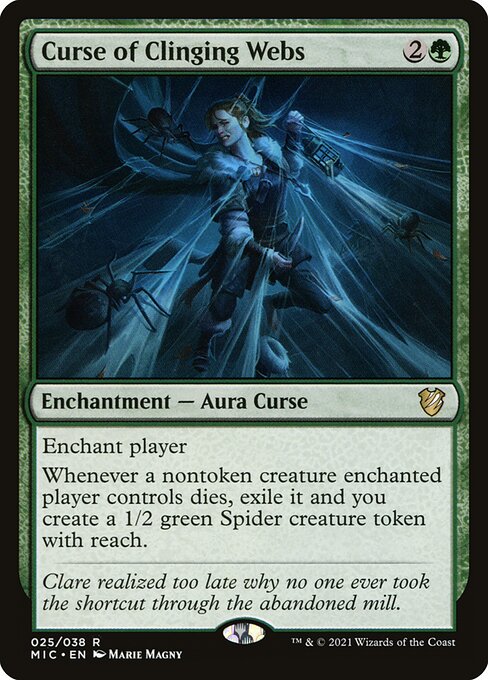 Curse of Clinging Webs 2
Enchantment — Aura Curse
Enchant player
Whenever a nontoken creature enchanted
player controls dies, exile it and you
create a 1/2 green Spider creature token
with reach.
Clare realized too late why no one ever took
the shortcut through the abandoned mill.
025/038 R
MIC • EN Marie Magny
™ & © 2021 Wizards of the Coast